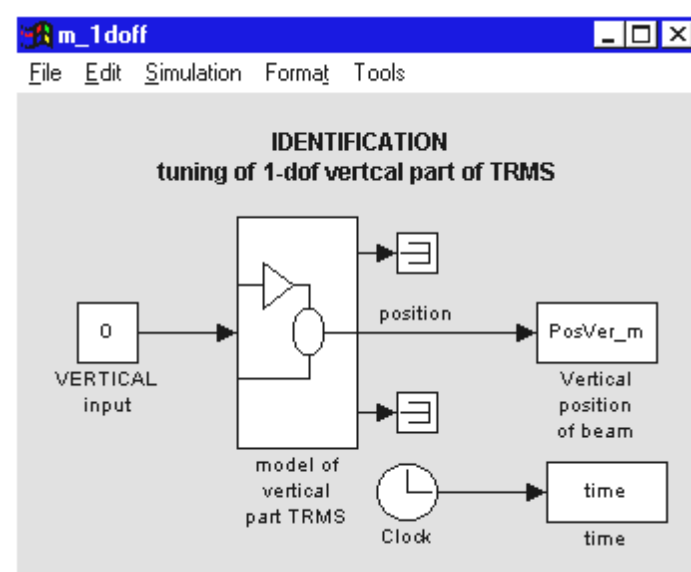 m_1doff
File Edit Simulation Format Tools
IDENTIFICATION
tuning of 1-dof vertcal part of TRMS
position
0
PosVer_m
VERTICAL
input
Vertical
position
of beam
model of
vertical
part TRMS
time
Clock
time